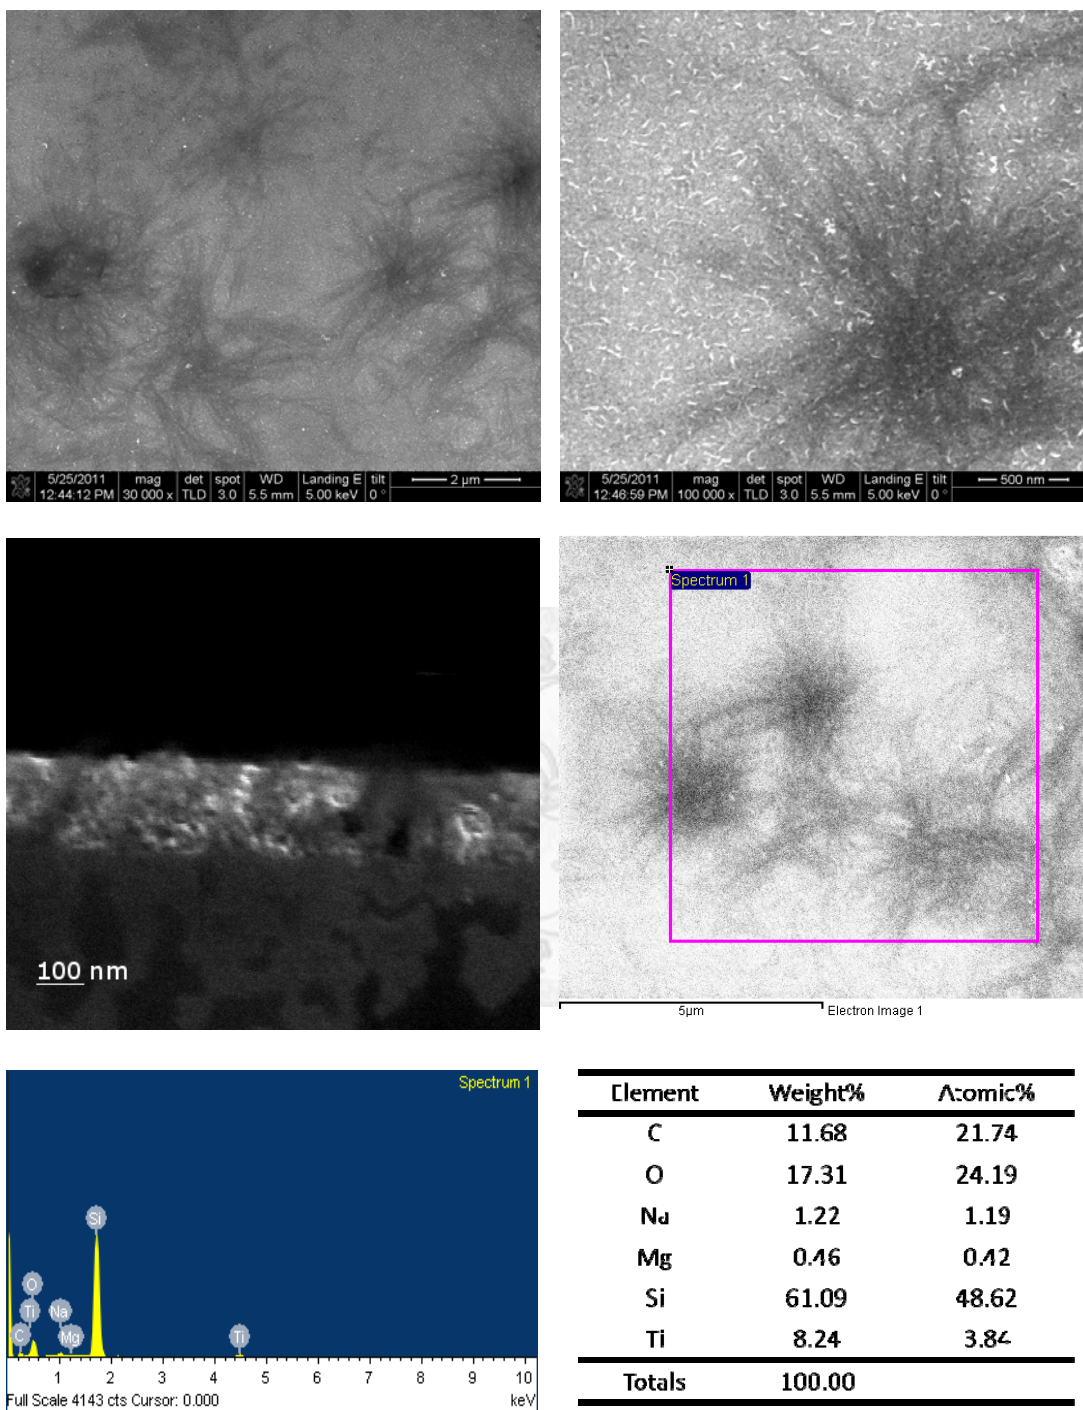 5/25/2011 mag det spot WD Landing E tilt 2 µm
12:44:12 PM 30 000 x TLD 3.0 5.5 mm 5.00 keV 0°
5/25/2011 mag det spot WD Landing E tilt 500 nm
12:46:59 PM 100 000 x TLD 3.0 5.5 mm 5.00 keV 0°
100 nm
Spectrum 1
5µm Electron Image 1
Spectrum 1
Si
O
Ti Na
C Mg Ti
1 2 3 4 5 6 7 8 9 10
Full Scale 4143 cts Cursor: 0.000 keV
Element Weight% Atomic%
C 11.68 21.74
O 17.31 24.19
Na 1.22 1.19
Mg 0.46 0.42
Si 61.09 48.62
Ti 8.24 3.84
Totals 100.00